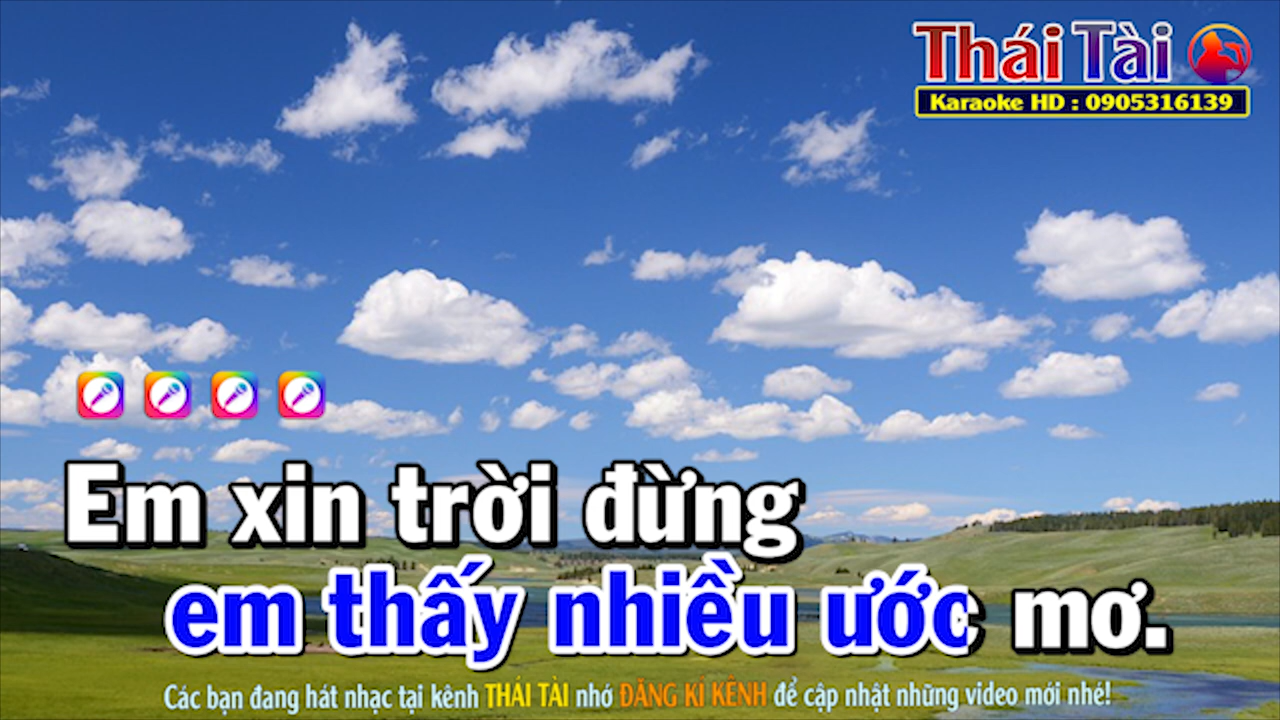 Thái Tài
Karaoke HD : 0905316139
Em xin trời đừng
em thấy nhiều ước mơ.
Các bạn đang hát nhạc tại kênh THÁI TÀI nhớ ĐĂNG KÍ KÊNH để cập nhật những video mới nhé!